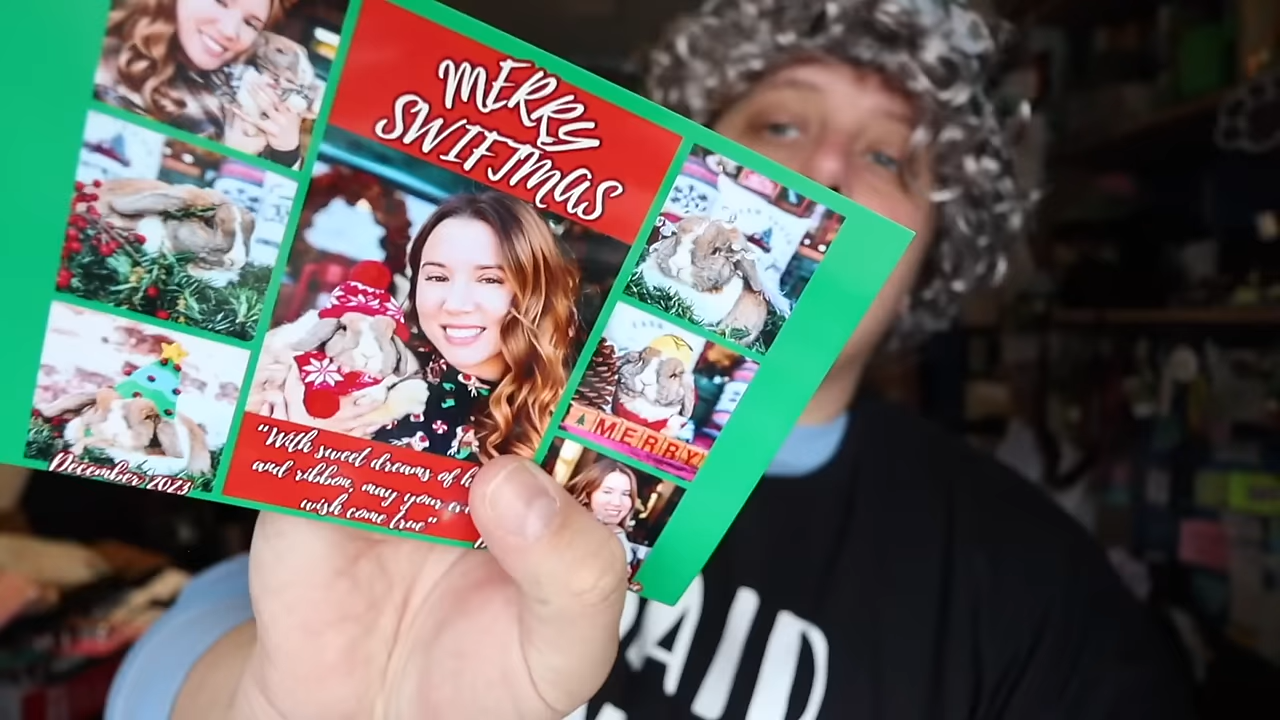 MERRY
SWIFTMAS
MERRY
"With sweet dreams of
and ribbon, may your
wish come true"
December 2023